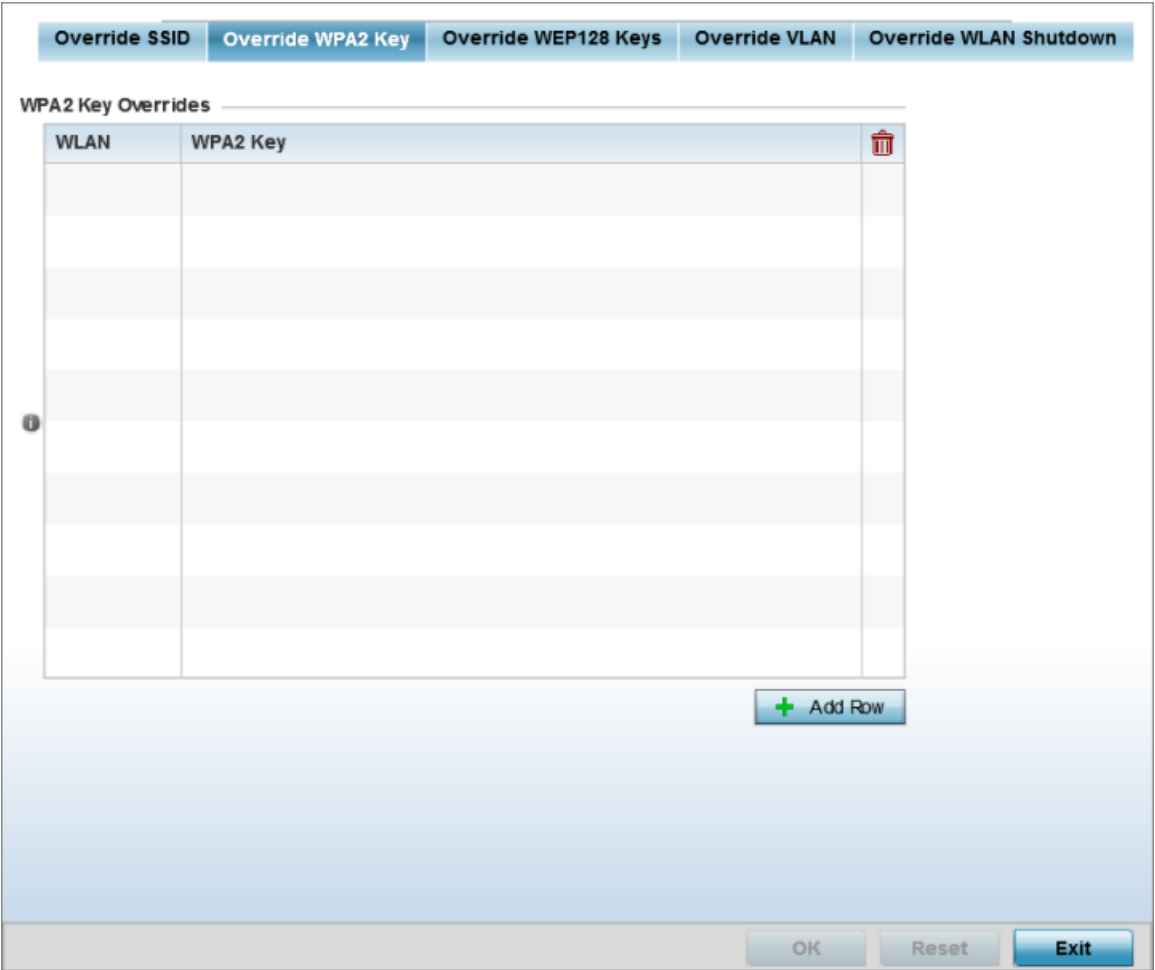 Override SSID Override WPA2 Key Override WEP128 Keys Override VLAN Override WLAN Shutdown
WPA2 Key Overrides
WLAN WPA2 Key
Add Row
OK Reset Exit